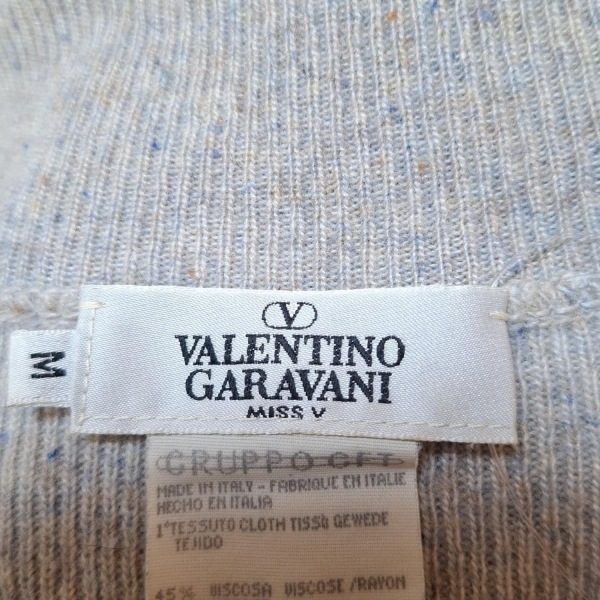 V
VALENTINO
GARAVANI
MISS V
M
GRUPPO GFT
MADE IN ITALY - FABRIQUE EN ITALIE
HECHO EN ITALIA
1°TESSUTO CLOTH TISSU GEWEDE
TEJIDO
45% VISCOSA VISCOSE/RAYON